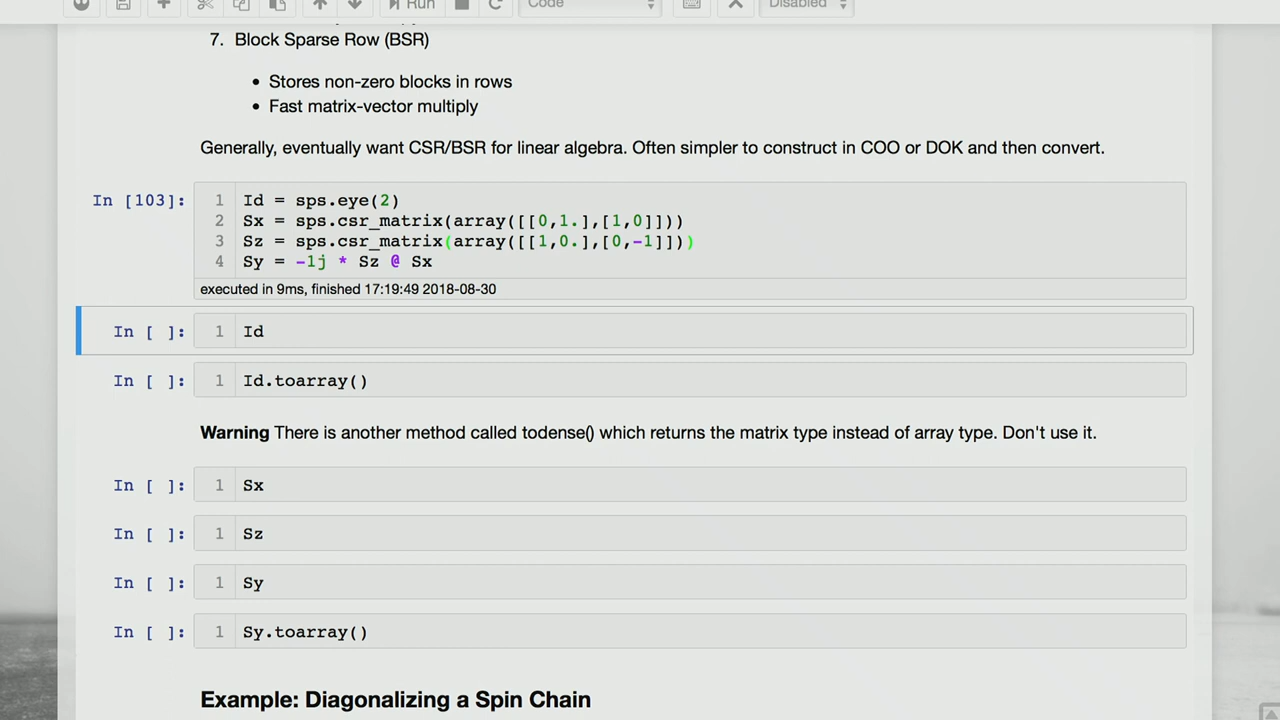 Run
Code
Disabled
7. Block Sparse Row (BSR)
• Stores non-zero blocks in rows
• Fast matrix-vector multiply
Generally, eventually want CSR/BSR for linear algebra. Often simpler to construct in COO or DOK and then convert.
In [103]:
1 Id = sps.eye(2)
2 Sx = sps.csr_matrix(array([[0,1.],[1,0]]))
3 Sz = sps.csr_matrix(array([[1,0.],[0,-1]]))
4 Sy = -1j * Sz @ Sx
executed in 9ms, finished 17:19:49 2018-08-30
In [ ]: 1 Id
In [ ]: 1 Id.toarray()
Warning There is another method called todense() which returns the matrix type instead of array type. Don't use it.
In [ ]: 1 Sx
In [ ]: 1 Sz
In [ ]: 1 Sy
In [ ]: 1 Sy.toarray()
Example: Diagonalizing a Spin Chain